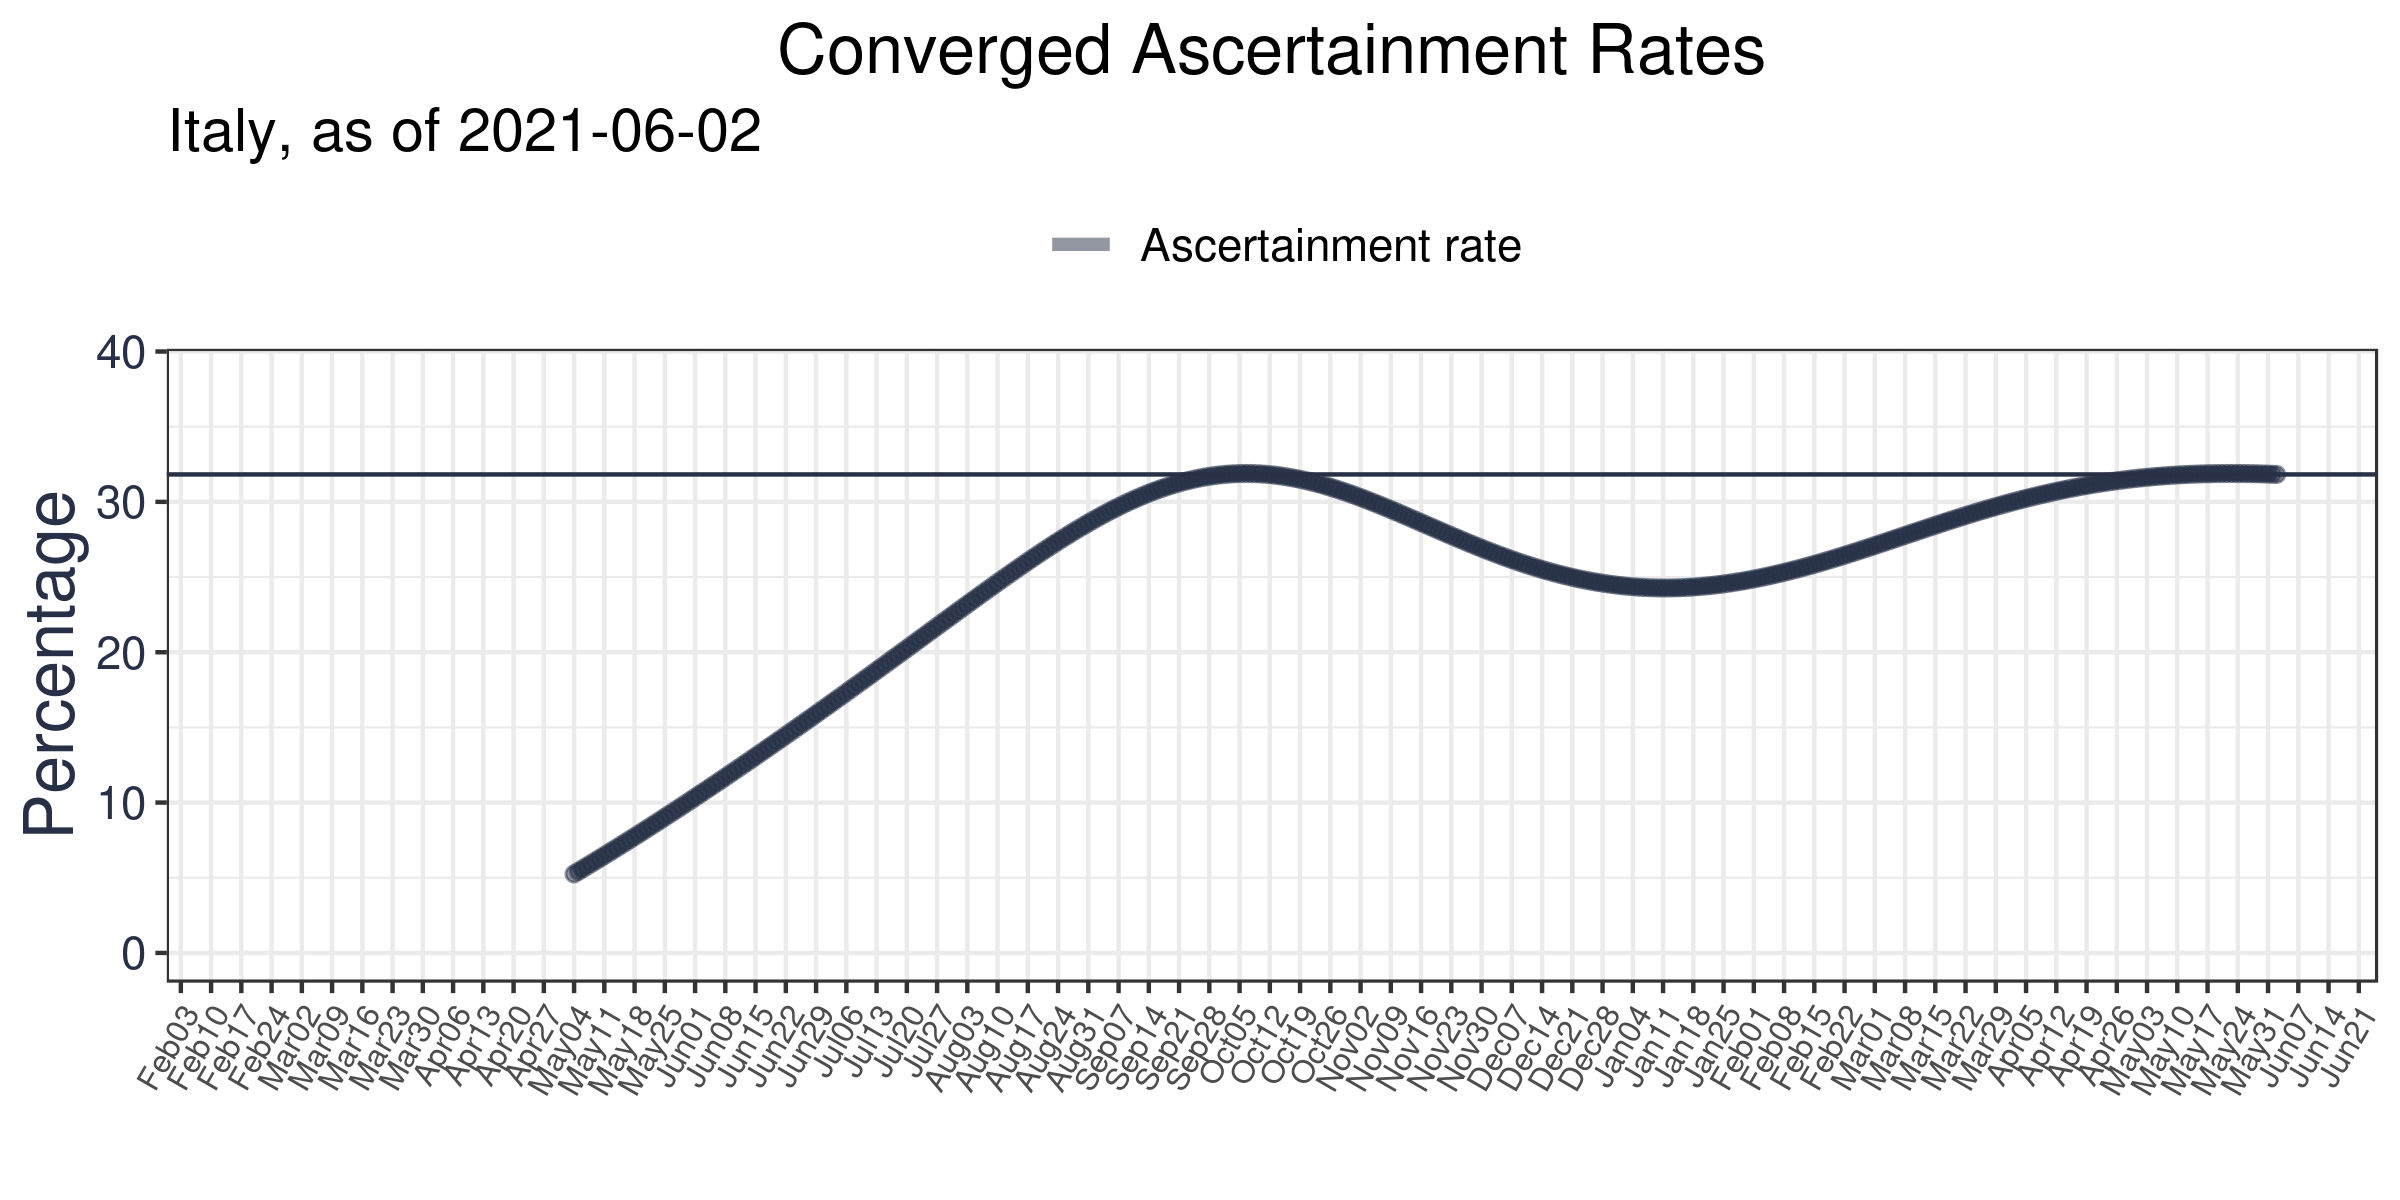 Converged Ascertainment Rates
Italy, as of 2021-06-02
Ascertainment rate
Percentage
40
30
20
10
0
Feb03
Feb10
Feb17
Feb24
Mar02
Mar09
Mar16
Mar23
Mar30
Apr06
Apr13
Apr20
Apr27
May04
May11
May18
May25
Jun01
Jun08
Jun15
Jun22
Jun29
Jul06
Jul13
Jul20
Jul27
Aug03
Aug10
Aug17
Aug24
Aug31
Sep07
Sep14
Sep21
Sep28
Oct05
Oct12
Oct19
Oct26
Nov02
Nov09
Nov16
Nov23
Nov30
Dec07
Dec14
Dec21
Dec28
Jan04
Jan11
Jan18
Jan25
Feb01
Feb08
Feb15
Feb22
Mar01
Mar08
Mar15
Mar22
Mar29
Apr05
Apr12
Apr19
Apr26
May03
May10
May17
May24
May31
Jun07
Jun14
Jun21